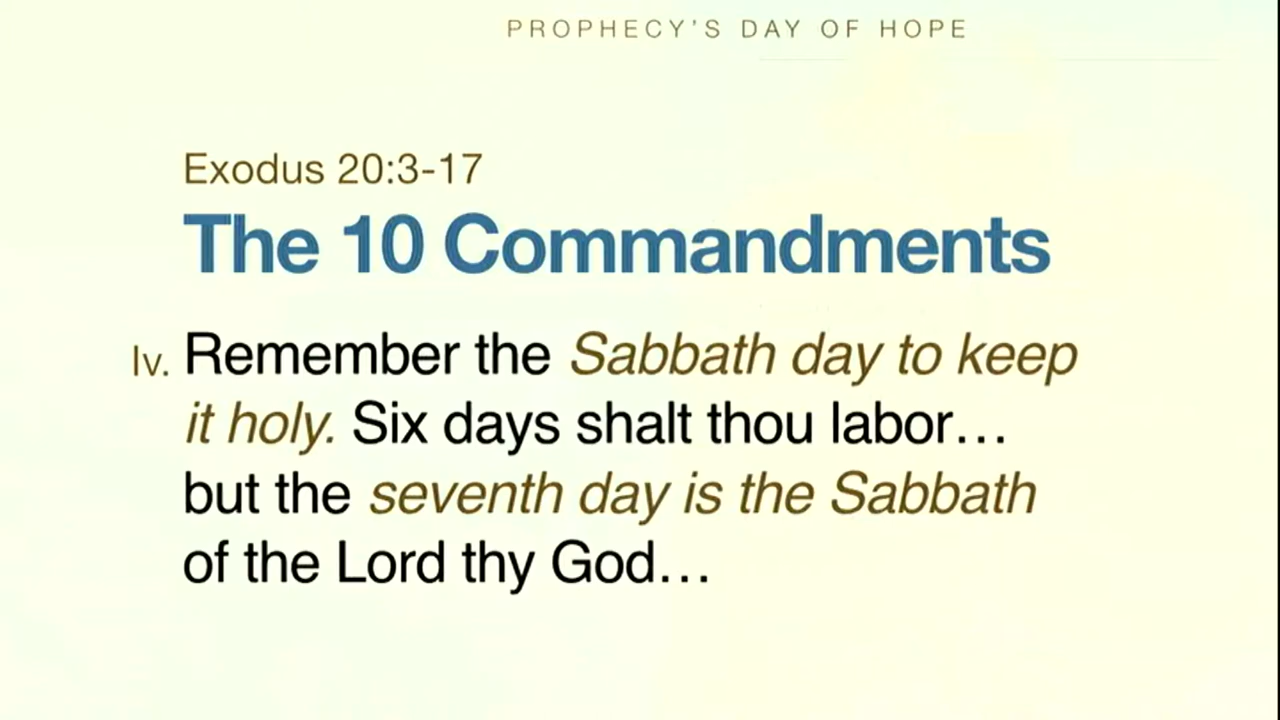 PROPHECY'S DAY OF HOPE
Exodus 20:3-17
The 10 Commandments
Iv. Remember the Sabbath day to keep
it holy. Six days shalt thou labor…
but the seventh day is the Sabbath
of the Lord thy God…